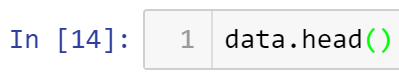 In [14]: 1 data.head()